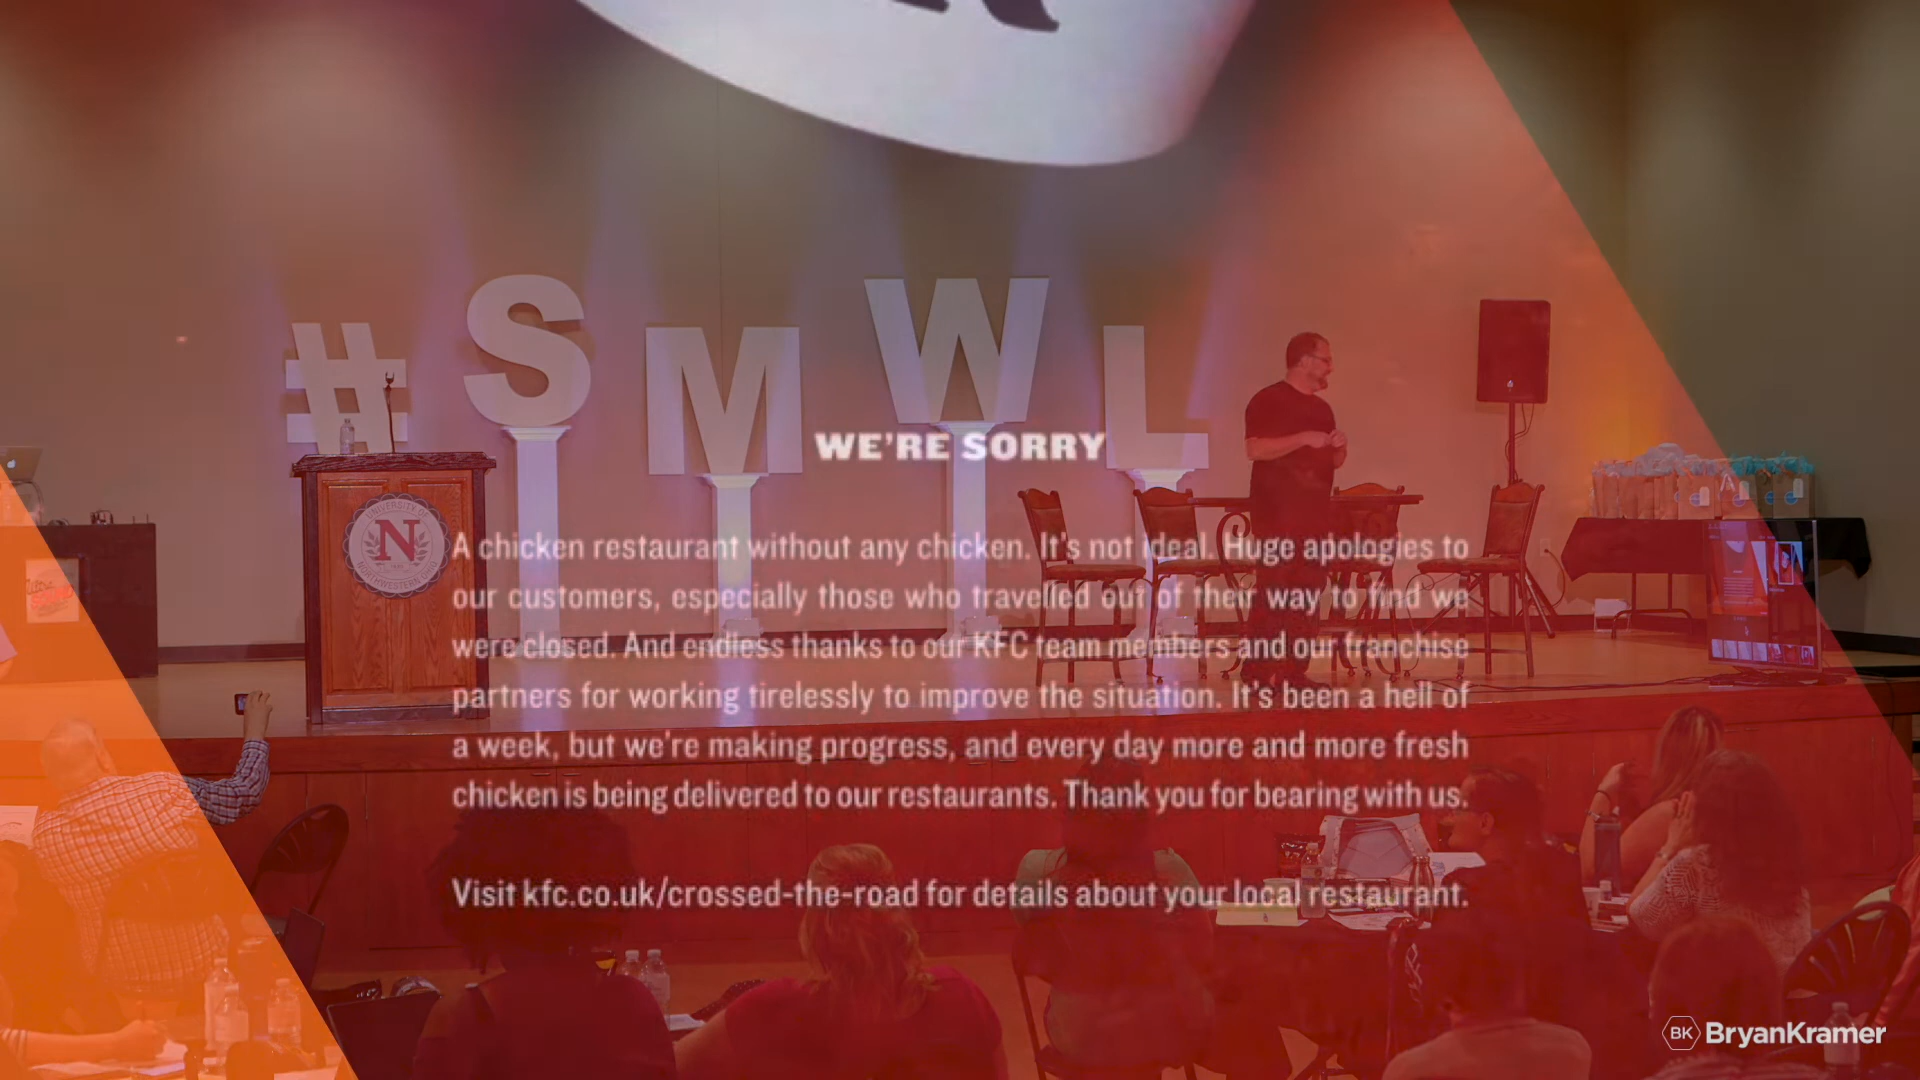 #SMWL
WE'RE SORRY
UNIVERSITY OF
N
NORTHWESTERN OHIO
A chicken restaurant without any chicken. It's not ideal. Huge apologies to
our customers, especially those who travelled out of their way to find we
were closed. And endless thanks to our KFC team members and our franchise
partners for working tirelessly to improve the situation. It's been a hell of
a week, but we're making progress, and every day more and more fresh
chicken is being delivered to our restaurants. Thank you for bearing with us.
Visit kfc.co.uk/crossed-the-road for details about your local restaurant.
BK BryanKramer